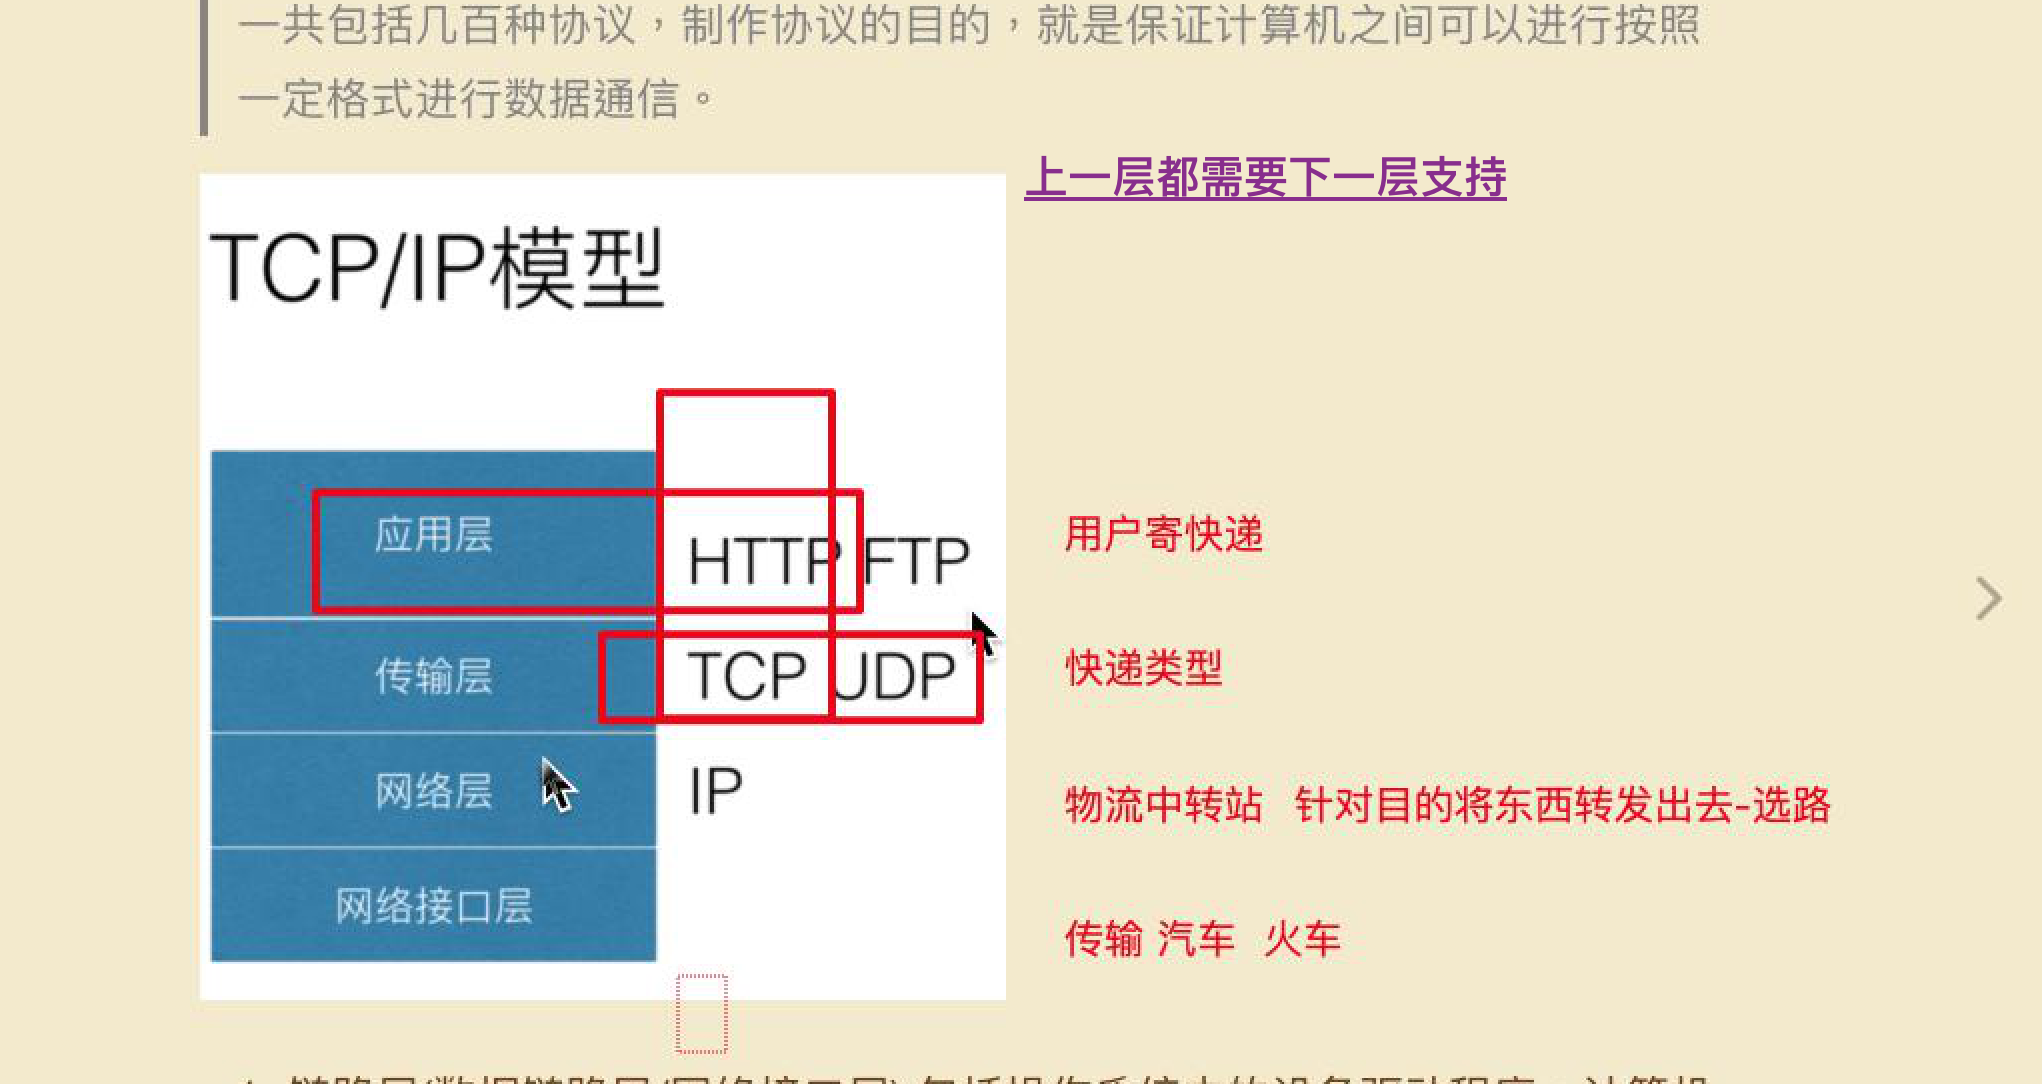 一共包括几百种协议，制作协议的目的，就是保证计算机之间可以进行按照
一定格式进行数据通信。
上一层都需要下一层支持
TCP/IP模型
应用层 HTTP FTP 用户寄快递
传输层 TCP UDP 快递类型
网络层 IP 物流中转站 针对目的将东西转发出去-选路
网络接口层 传输 汽车 火车